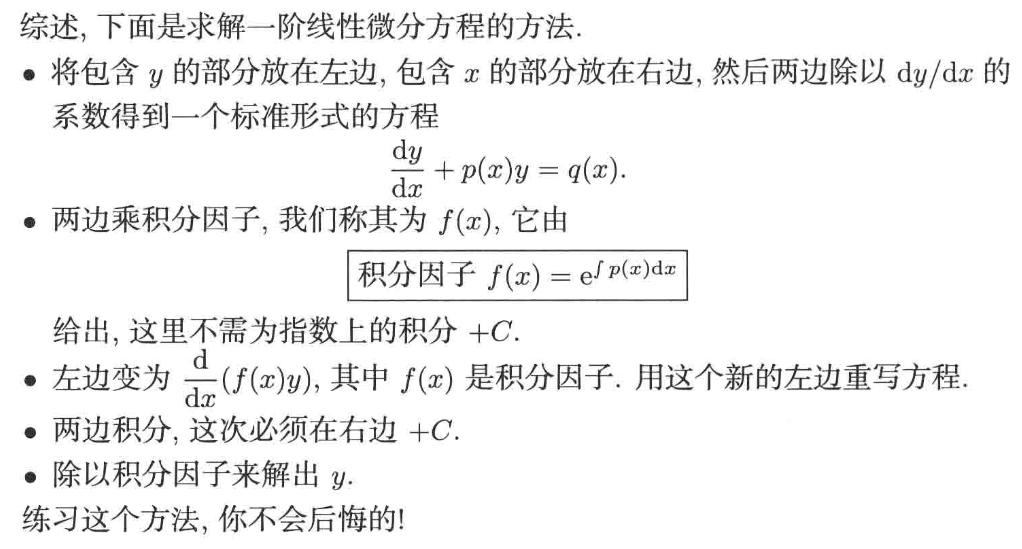 综述, 下面是求解一阶线性微分方程的方法.
• 将包含 y 的部分放在左边, 包含 x 的部分放在右边, 然后两边除以 dy/dx 的
系数得到一个标准形式的方程
$\frac{\mathrm{d}y}{\mathrm{d}x} + p(x)y = q(x).$
• 两边乘积分因子, 我们称其为 f(x), 它由
积分因子 $f(x) = \mathrm{e}^{\int p(x)\mathrm{d}x}$
给出, 这里不需为指数上的积分 +C.
• 左边变为 $\frac{\mathrm{d}}{\mathrm{d}x}(f(x)y)$, 其中 f(x) 是积分因子. 用这个新的左边重写方程.
• 两边积分, 这次必须在右边 +C.
• 除以积分因子来解出 y.
练习这个方法, 你不会后悔的!